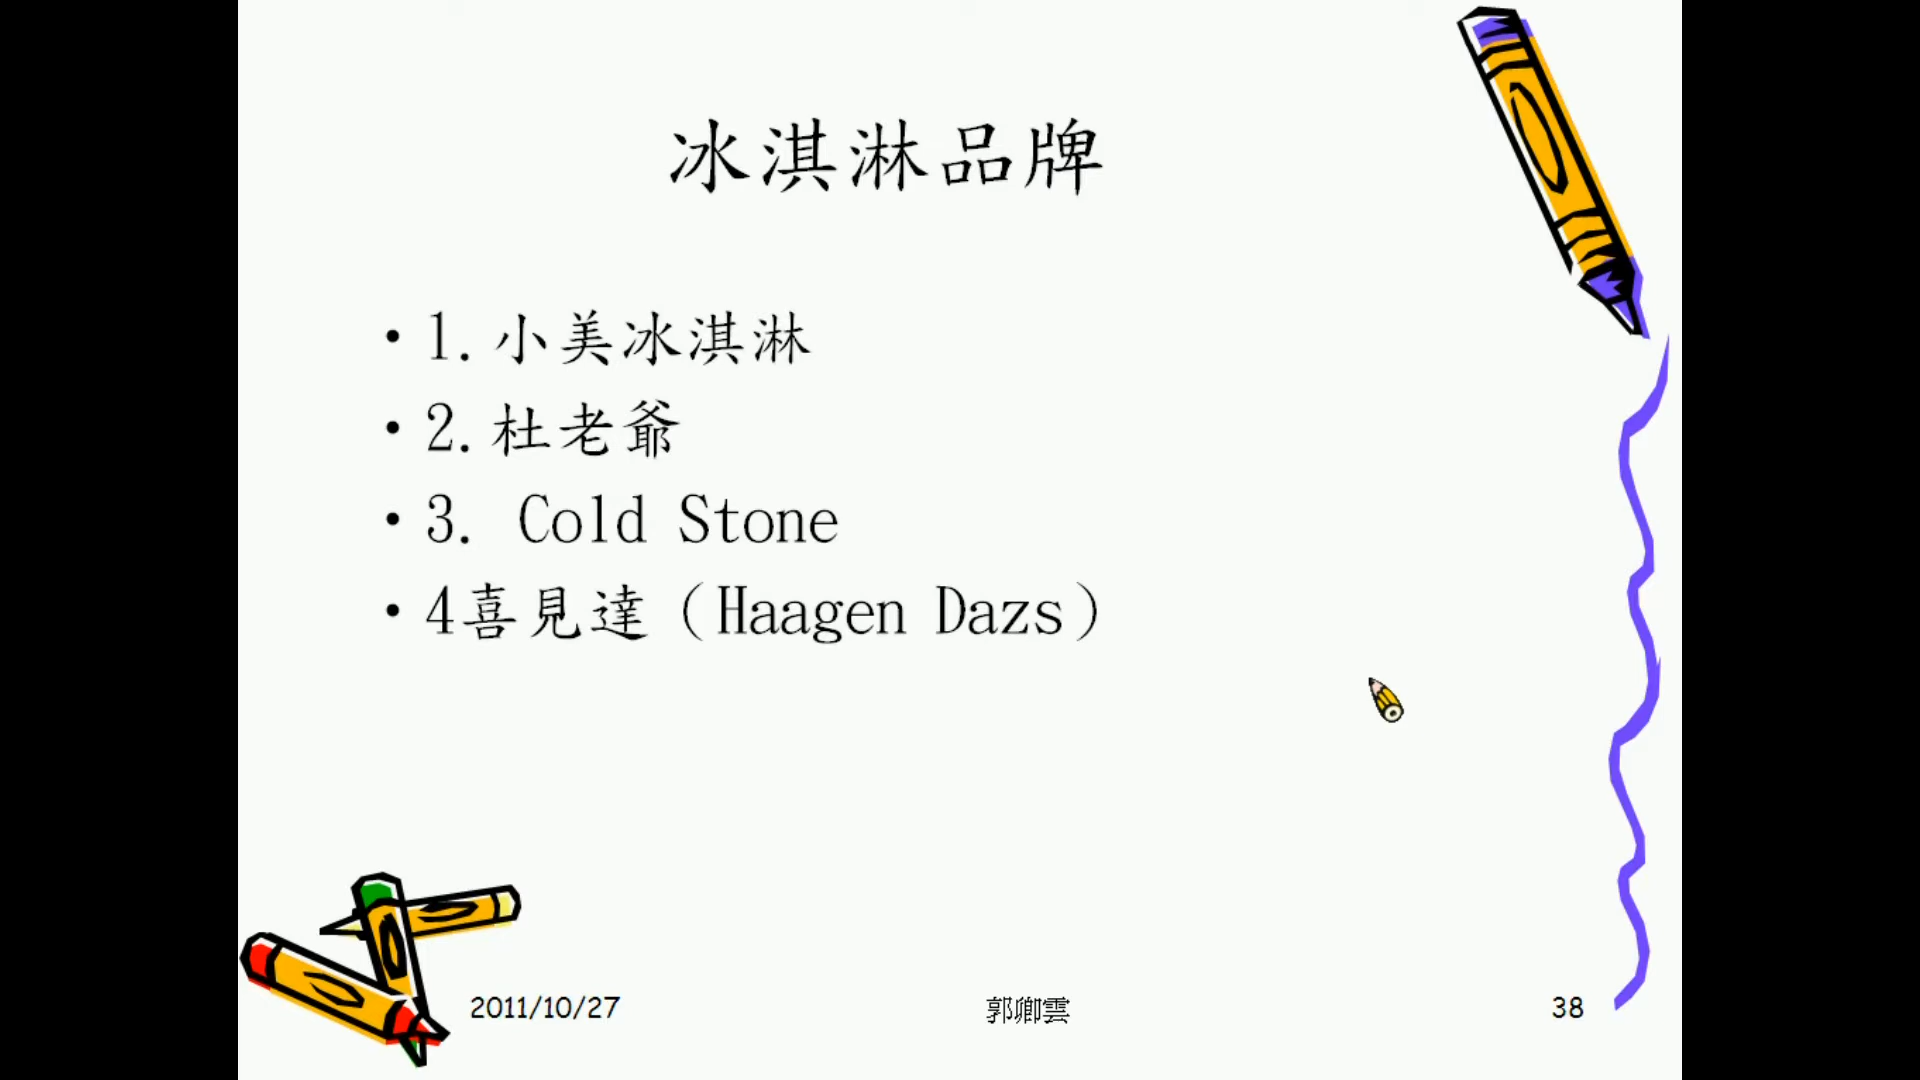 冰淇淋品牌
• 1.小美冰淇淋
• 2.杜老爺
• 3. Cold Stone
• 4喜見達（Haagen Dazs）
2011/10/27
郭卿雲
38